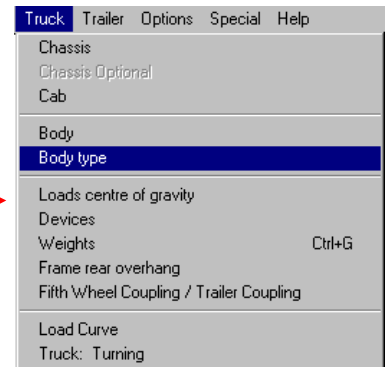 Truck Trailer Options Special Help
Chassis
Chassis Optional
Cab
Body
Body type
Loads centre of gravity
Devices
Weights Ctrl+G
Frame rear overhang
Fifth Wheel Coupling / Trailer Coupling
Load Curve
Truck: Turning